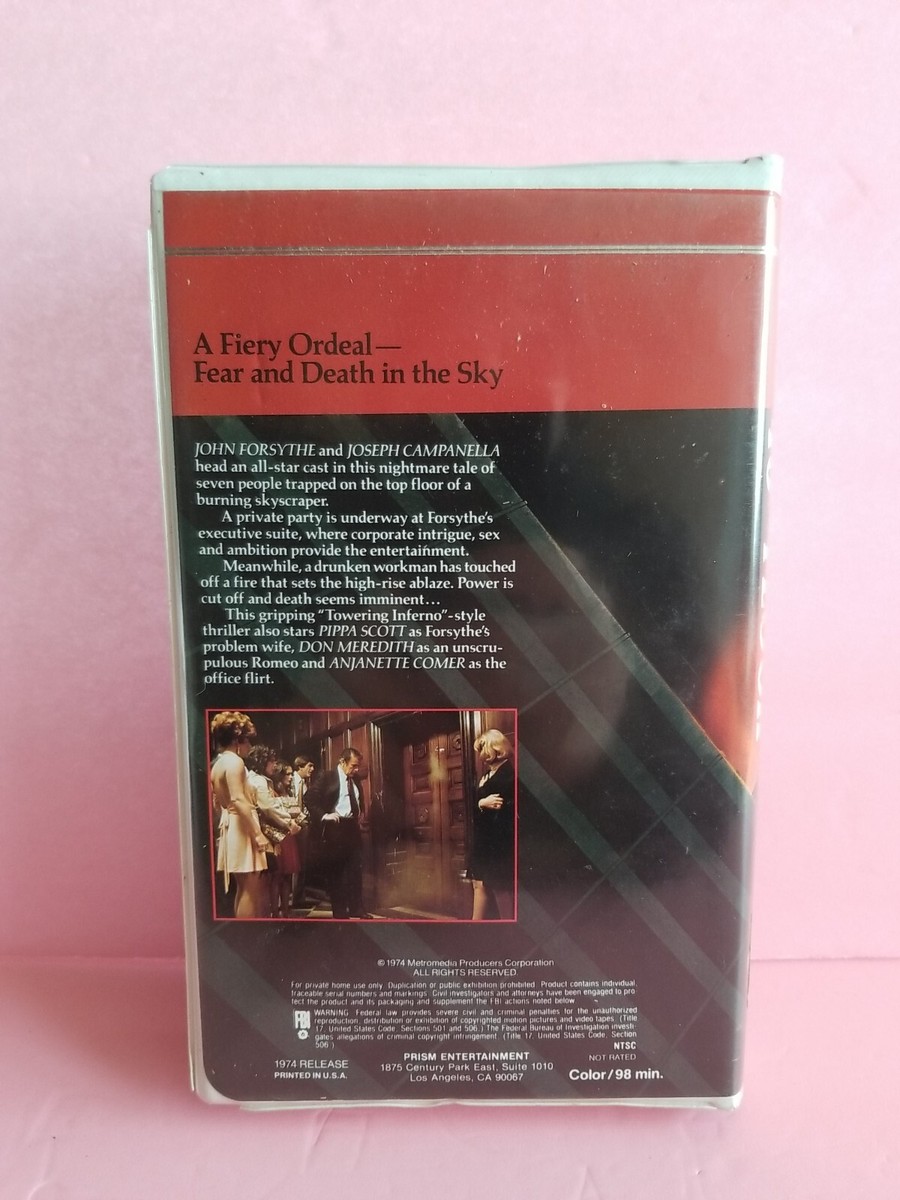 A Fiery Ordeal—
Fear and Death in the Sky
JOHN FORSYTHE and JOSEPH CAMPANELLA
head an all-star cast in this nightmare tale of
seven people trapped on the top floor of a
burning skyscraper.
A private party is underway at Forsythe's
executive suite, where corporate intrigue, sex
and ambition provide the entertainment.
Meanwhile, a drunken workman has touched
off a fire that sets the high-rise ablaze. Power is
cut off and death seems imminent...
This gripping "Towering Inferno"-style
thriller also stars PIPPA SCOTT as Forsythe's
problem wife, DON MEREDITH as an unscru-
pulous Romeo and ANJANETTE COMER as the
office flirt.
© 1974 Metromedia Producers Corporation
ALL RIGHTS RESERVED
For private home use only. Duplication or public exhibition prohibited. Product contains individual,
traceable serial numbers and markings. Civil investigators and attorneys have been engaged to pro
tect the product and its packaging and supplement the FBI actions noted below
FBI
WARNING: Federal law provides severe civil and criminal penalties for the unauthorized
reproduction, distribution or exhibition of copyrighted motion pictures and video tapes. (Title
17, United States Code, Sections 501 and 506.) The Federal Bureau of Investigation investi-
gates allegations of criminal copyright infringement. (Title 17, United States Code, Section
506.)
NTSC
1974 RELEASE
PRINTED IN U.S.A.
PRISM ENTERTAINMENT
1875 Century Park East, Suite 1010
Los Angeles, CA 90067
NOT RATED
Color/98 min.